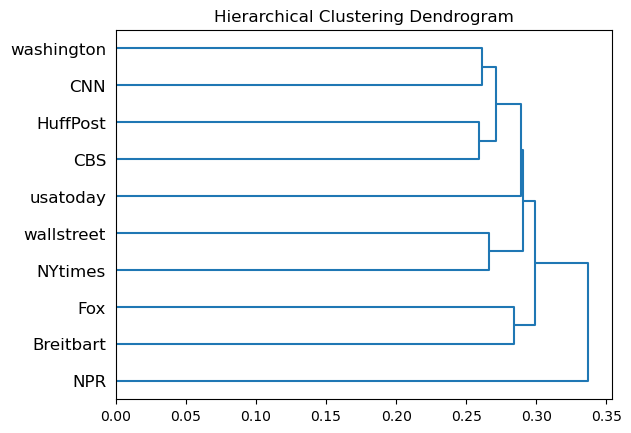 Hierarchical Clustering Dendrogram
washington
CNN
HuffPost
CBS
usatoday
wallstreet
NYtimes
Fox
Breitbart
NPR
0.00 0.05 0.10 0.15 0.20 0.25 0.30 0.35